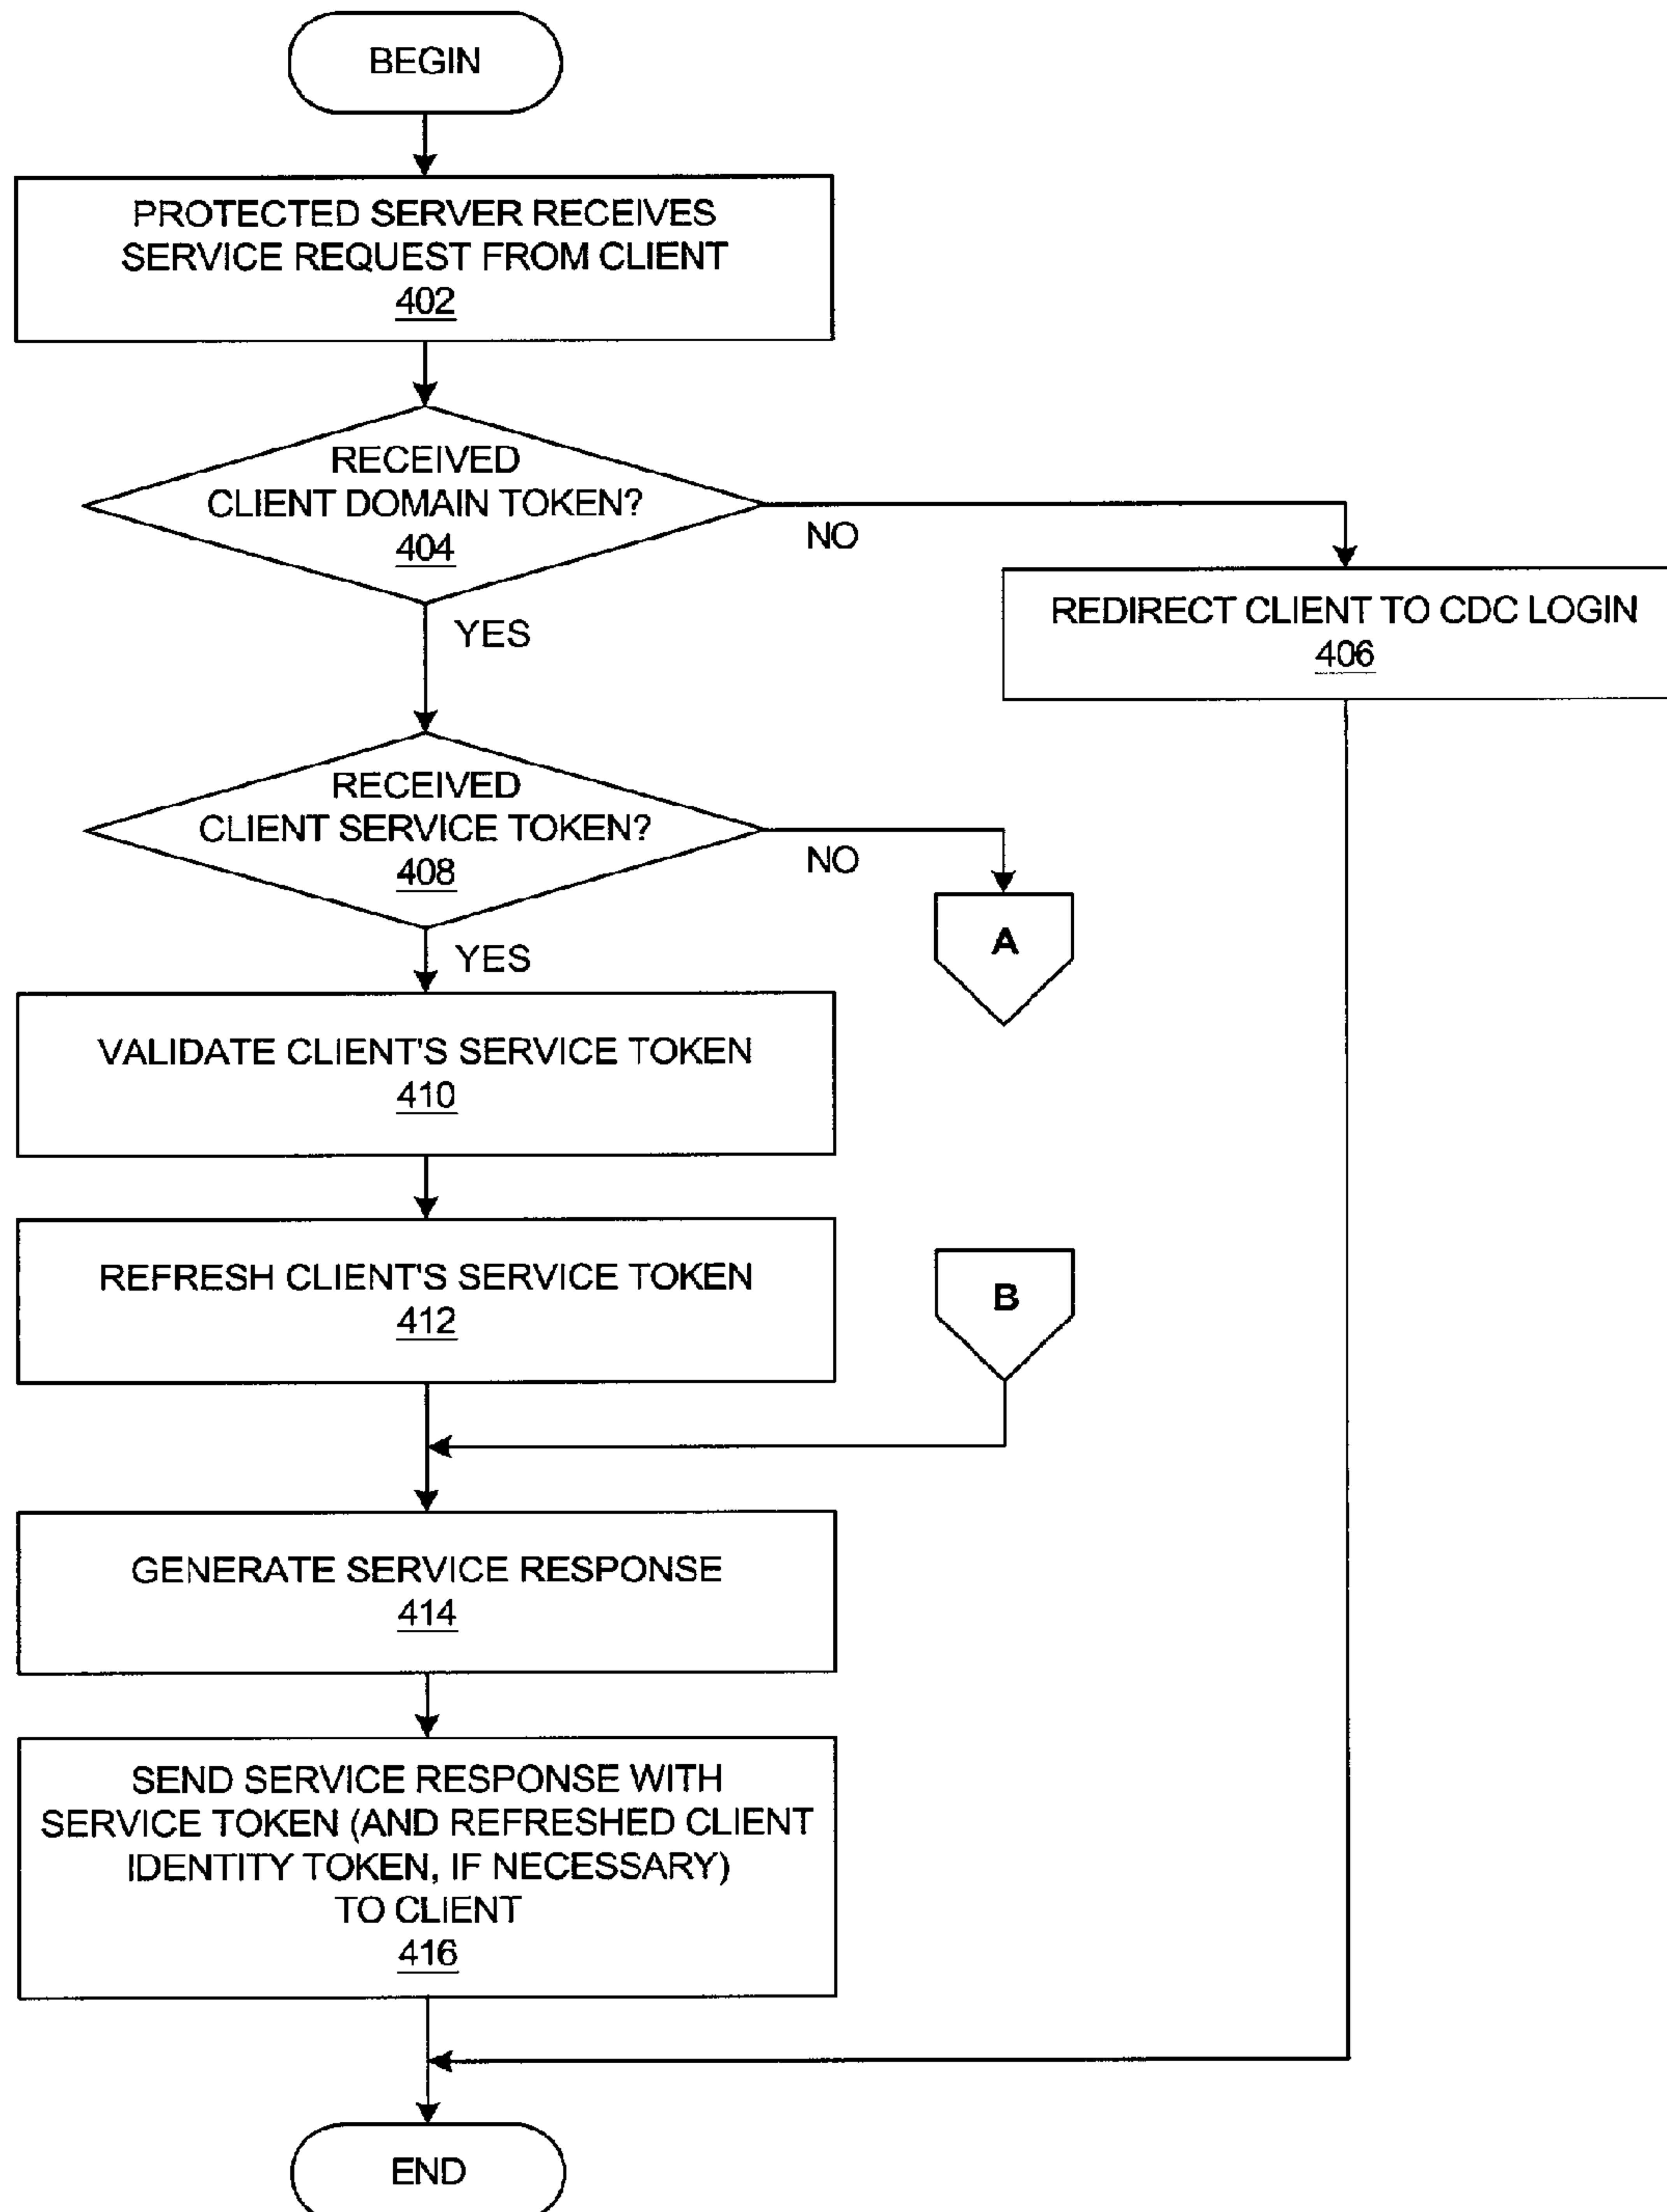 BEGIN
PROTECTED SERVER RECEIVES
SERVICE REQUEST FROM CLIENT
402
RECEIVED
CLIENT DOMAIN TOKEN?
404
NO
YES
REDIRECT CLIENT TO CDC LOGIN
406
RECEIVED
CLIENT SERVICE TOKEN?
408
NO
YES
A
VALIDATE CLIENT'S SERVICE TOKEN
410
REFRESH CLIENT'S SERVICE TOKEN
412
B
GENERATE SERVICE RESPONSE
414
SEND SERVICE RESPONSE WITH
SERVICE TOKEN (AND REFRESHED CLIENT
IDENTITY TOKEN, IF NECESSARY)
TO CLIENT
416
END